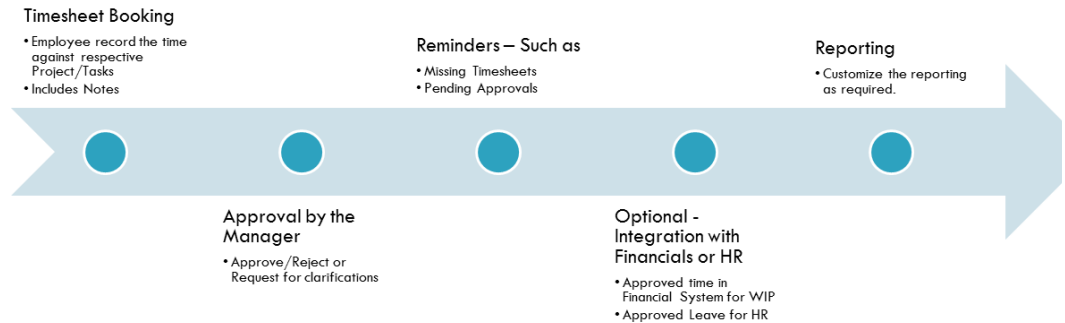 Timesheet Booking
• Employee record the time
against respective
Project/Tasks
• Includes Notes
Approval by the
Manager
• Approve/Reject or
Request for clarifications
Reminders – Such as
• Missing Timesheets
• Pending Approvals
Optional -
Integration with
Financials or HR
• Approved time in
Financial System for WIP
• Approved Leave for HR
Reporting
• Customize the reporting
as required.